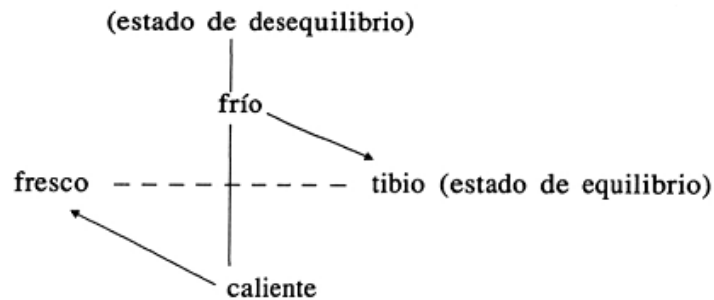 (estado de desequilibrio)
frío
fresco
tibio (estado de equilibrio)
caliente